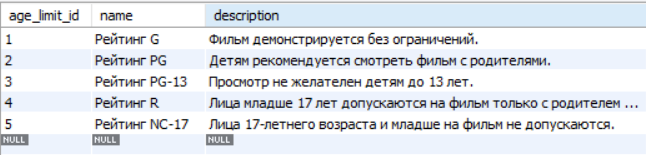 age_limit_id name description
1 Рейтинг G Фильм демонстрируется без ограничений.
2 Рейтинг PG Детям рекомендуется смотреть фильм с родителями.
3 Рейтинг PG-13 Просмотр не желателен детям до 13 лет.
4 Рейтинг R Лица младше 17 лет допускаются на фильм только с родителем ...
5 Рейтинг NC-17 Лица 17-летнего возраста и младше на фильм не допускаются.
NULL NULL NULL